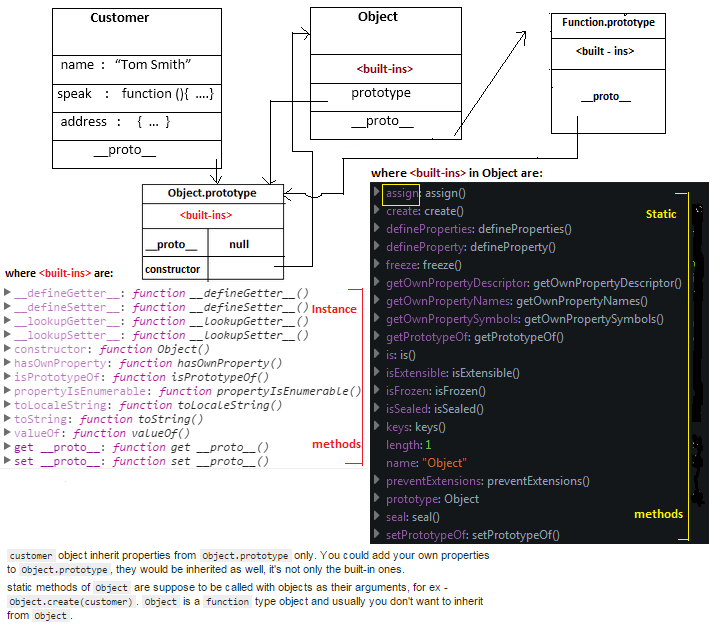 Customer
name : “Tom Smith”
speak : function (){ ....}
address : { ... }
__proto__
Object
<built-ins>
prototype
__proto__
Function.prototype
<built - ins>
__proto__
Object.prototype
<built-ins>
__proto__ null
constructor
where <built-ins> are:
__defineGetter__: function __defineGetter__()
__defineSetter__: function __defineSetter__()
__lookupGetter__: function __lookupGetter__()
__lookupSetter__: function __lookupSetter__()
constructor: function Object()
hasOwnProperty: function hasOwnProperty()
isPrototypeOf: function isPrototypeOf()
propertyIsEnumerable: function propertyIsEnumerable()
toLocaleString: function toLocaleString()
toString: function toString()
valueOf: function valueOf()
get __proto__: function get __proto__()
set __proto__: function set __proto__()
Instance
methods
where <built-ins> in Object are:
assign: assign()
create: create()
defineProperties: defineProperties()
defineProperty: defineProperty()
freeze: freeze()
getOwnPropertyDescriptor: getOwnPropertyDescriptor()
getOwnPropertyNames: getOwnPropertyNames()
getOwnPropertySymbols: getOwnPropertySymbols()
getPrototypeOf: getPrototypeOf()
is: is()
isExtensible: isExtensible()
isFrozen: isFrozen()
isSealed: isSealed()
keys: keys()
length: 1
name: "Object"
preventExtensions: preventExtensions()
prototype: Object
seal: seal()
setPrototypeOf: setPrototypeOf()
Static
methods
customer object inherit properties from Object.prototype only. You could add your own properties
to Object.prototype, they would be inherited as well, it's not only the built-in ones.
static methods of Object are suppose to be called with objects as their arguments, for ex -
Object.create(customer). Object is a function type object and usually you don't want to inherit
from Object.